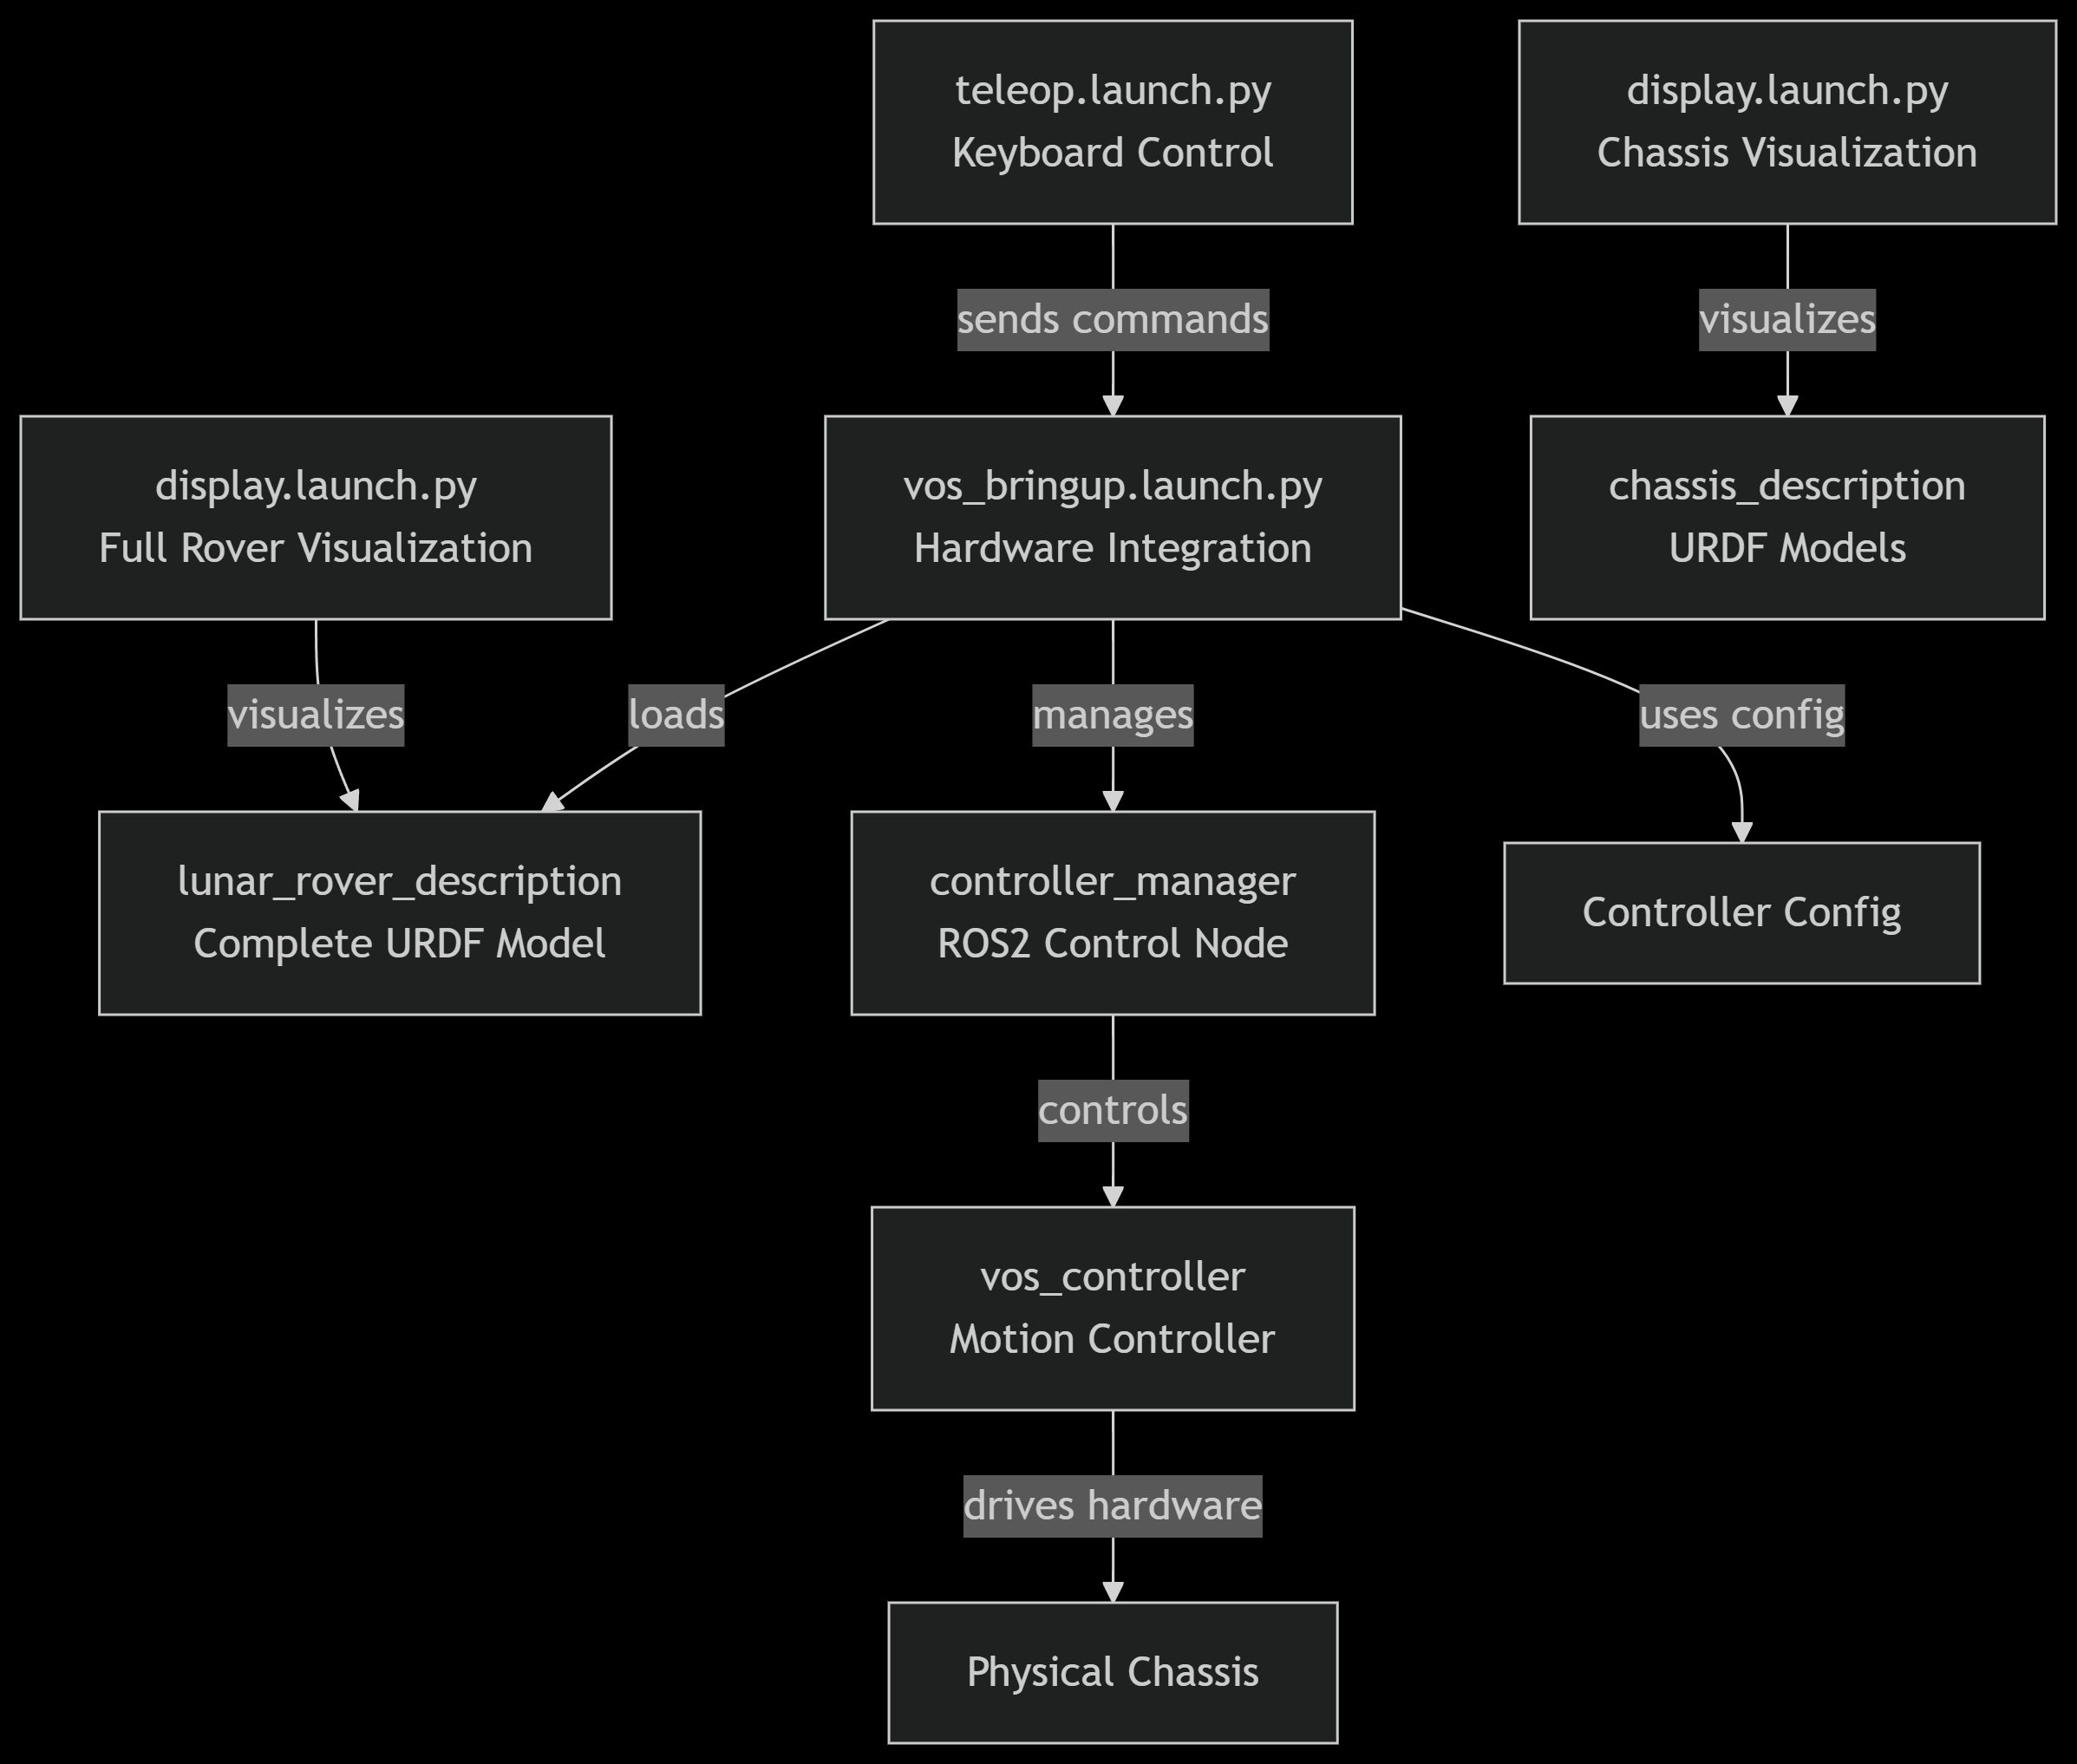 teleop.launch.py
Keyboard Control
display.launch.py
Chassis Visualization
sends commands
visualizes
display.launch.py
Full Rover Visualization
vos_bringup.launch.py
Hardware Integration
chassis_description
URDF Models
visualizes
loads
manages
uses config
lunar_rover_description
Complete URDF Model
controller_manager
ROS2 Control Node
Controller Config
controls
vos_controller
Motion Controller
drives hardware
Physical Chassis